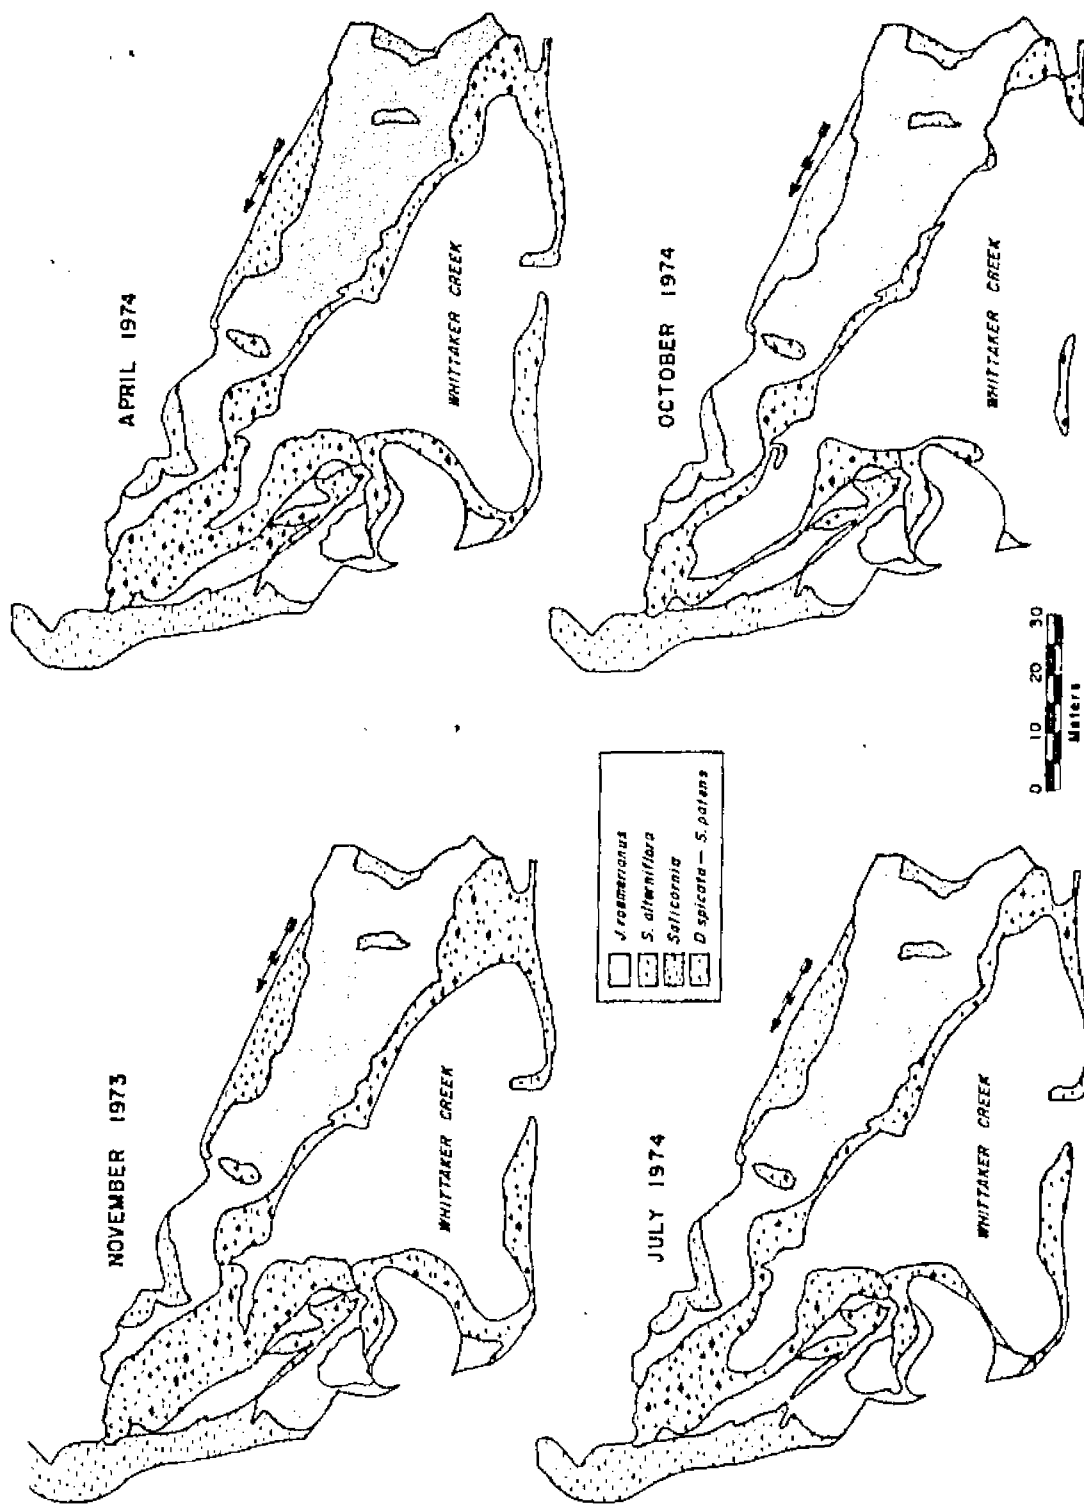 NOVEMBER 1973
WHITTAKER CREEK
APRIL 1974
WHITTAKER CREEK
J. roemerianus
S. alterniflora
Salicornia
D. spicata — S. patens
JULY 1974
WHITTAKER CREEK
OCTOBER 1974
WHITTAKER CREEK
0 10 20 30
Meters